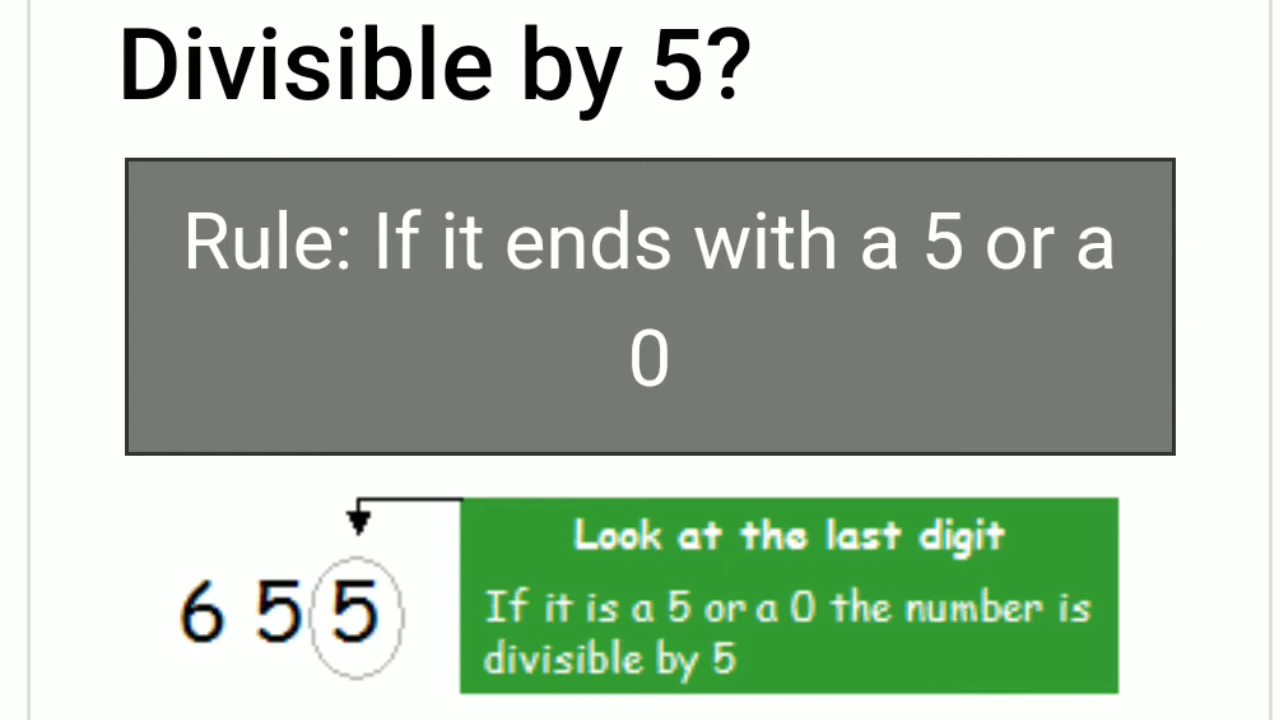 Divisible by 5?
Rule: If it ends with a 5 or a
0
Look at the last digit
6 5 5
If it is a 5 or a 0 the number is
divisible by 5